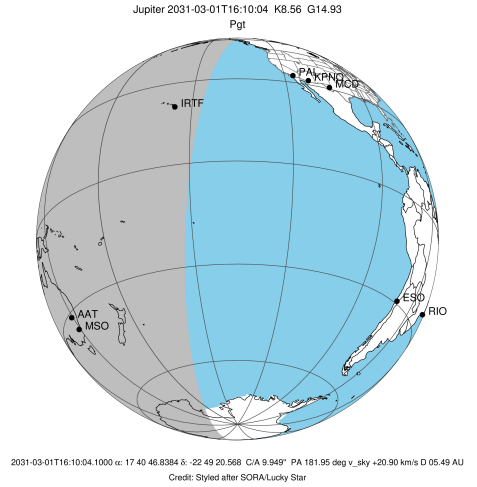 Jupiter 2031-03-01T16:10:04 K8.56 G14.93
Pgt
PAL
KPNO
MCD
IRTF
ESO
RIO
AAT
MSO
2031-03-01T16:10:04.1000 α: 17 40 46.8384 δ: -22 49 20.568 C/A 9.949" PA 181.95 deg v_sky +20.90 km/s D 05.49 AU
Credit: Styled after SORA/Lucky Star